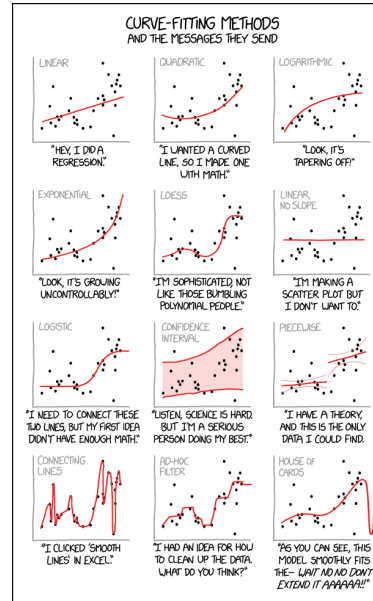 CURVE-FITTING METHODS
AND THE MESSAGES THEY SEND
LINEAR
"HEY, I DID A
REGRESSION."
QUADRATIC
"I WANTED A CURVED
LINE, SO I MADE ONE
WITH MATH."
LOGARITHMIC
"LOOK, IT'S
TAPERING OFF!"
EXPONENTIAL
"LOOK, IT'S GROWING
UNCONTROLLABLY!"
LOESS
"I'M SOPHISTICATED, NOT
LIKE THOSE BUMBLING
POLYNOMIAL PEOPLE."
LINEAR,
NO SLOPE
"I'M MAKING A
SCATTER PLOT BUT
I DON'T WANT TO."
LOGISTIC
"I NEED TO CONNECT THESE
TWO LINES, BUT MY FIRST IDEA
DIDN'T HAVE ENOUGH MATH."
CONFIDENCE
INTERVAL
"LISTEN, SCIENCE IS HARD.
BUT I'M A SERIOUS
PERSON DOING MY BEST."
PIECEWISE
"I HAVE A THEORY,
AND THIS IS THE ONLY
DATA I COULD FIND.
CONNECTING
LINES
"I CLICKED 'SMOOTH
LINES' IN EXCEL."
AD-HOC
FILTER
"I HAD AN IDEA FOR HOW
TO CLEAN UP THE DATA.
WHAT DO YOU THINK?"
HOUSE OF
CARDS
"AS YOU CAN SEE, THIS
MODEL SMOOTHLY FITS
THE- WAIT NO NO DON'T
EXTEND IT AAAAAA!!"